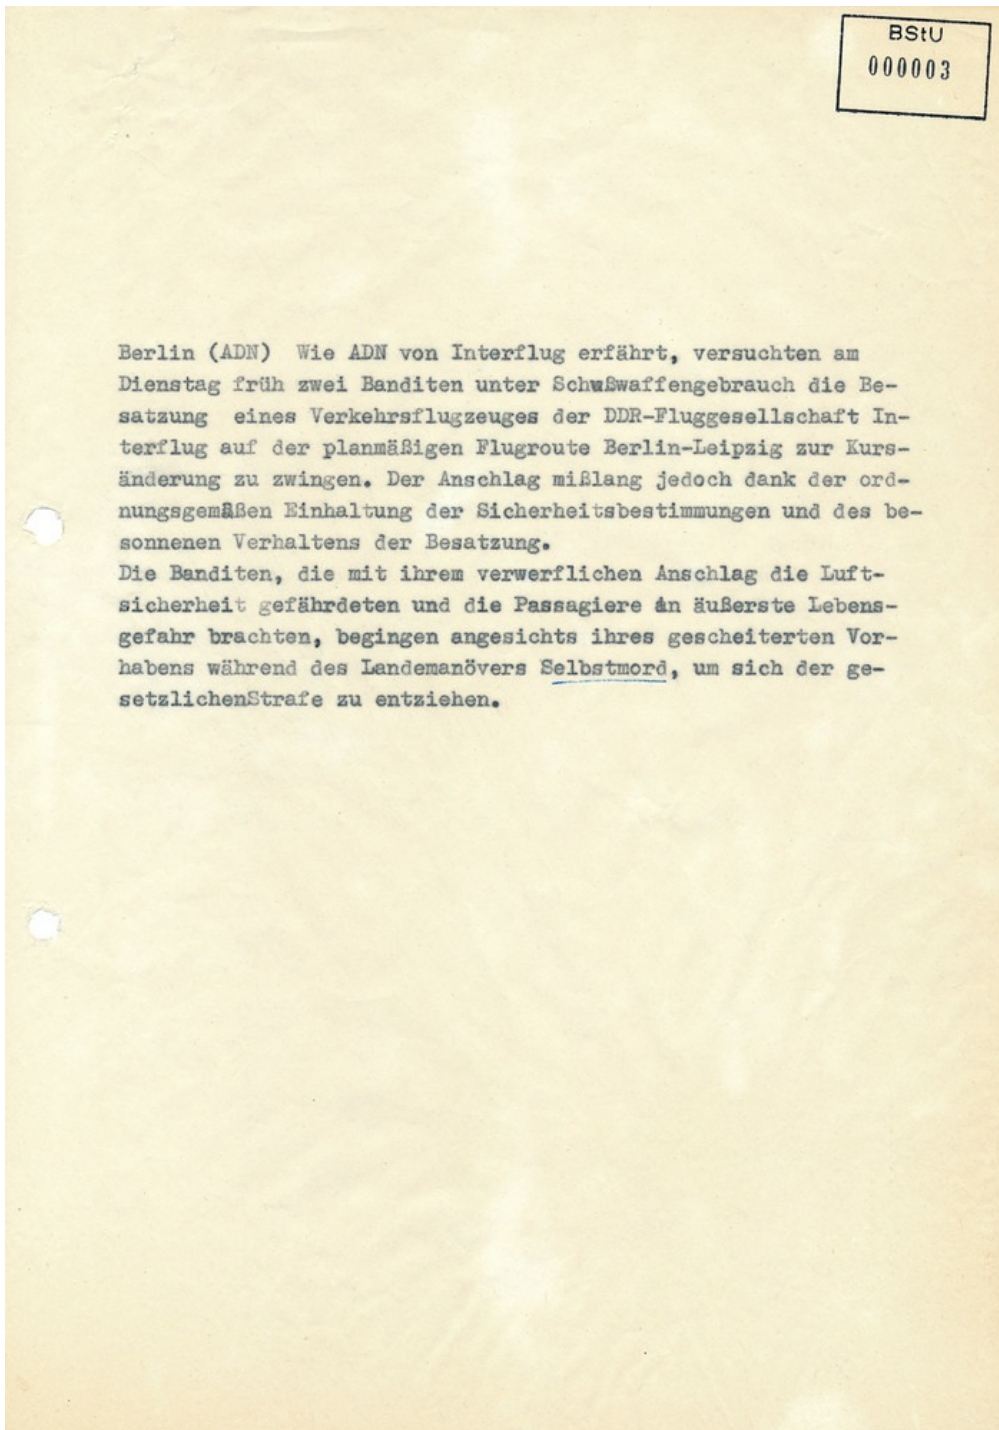 BStU
000003
Berlin (ADN) Wie ADN von Interflug erfährt, versuchten am
Dienstag früh zwei Banditen unter Schußwaffengebrauch die Be-
satzung eines Verkehrsflugzeuges der DDR-Fluggesellschaft In-
terflug auf der planmäßigen Flugroute Berlin-Leipzig zur Kurs-
änderung zu zwingen. Der Anschlag mißlang jedoch dank der ord-
nungsgemäßen Einhaltung der Sicherheitsbestimmungen und des be-
sonnenen Verhaltens der Besatzung.
Die Banditen, die mit ihrem verwerflichen Anschlag die Luft-
sicherheit gefährdeten und die Passagiere in äußerste Lebens-
gefahr brachten, begingen angesichts ihres gescheiterten Vor-
habens während des Landemanövers Selbstmord, um sich der ge-
setzlichenStrafe zu entziehen.